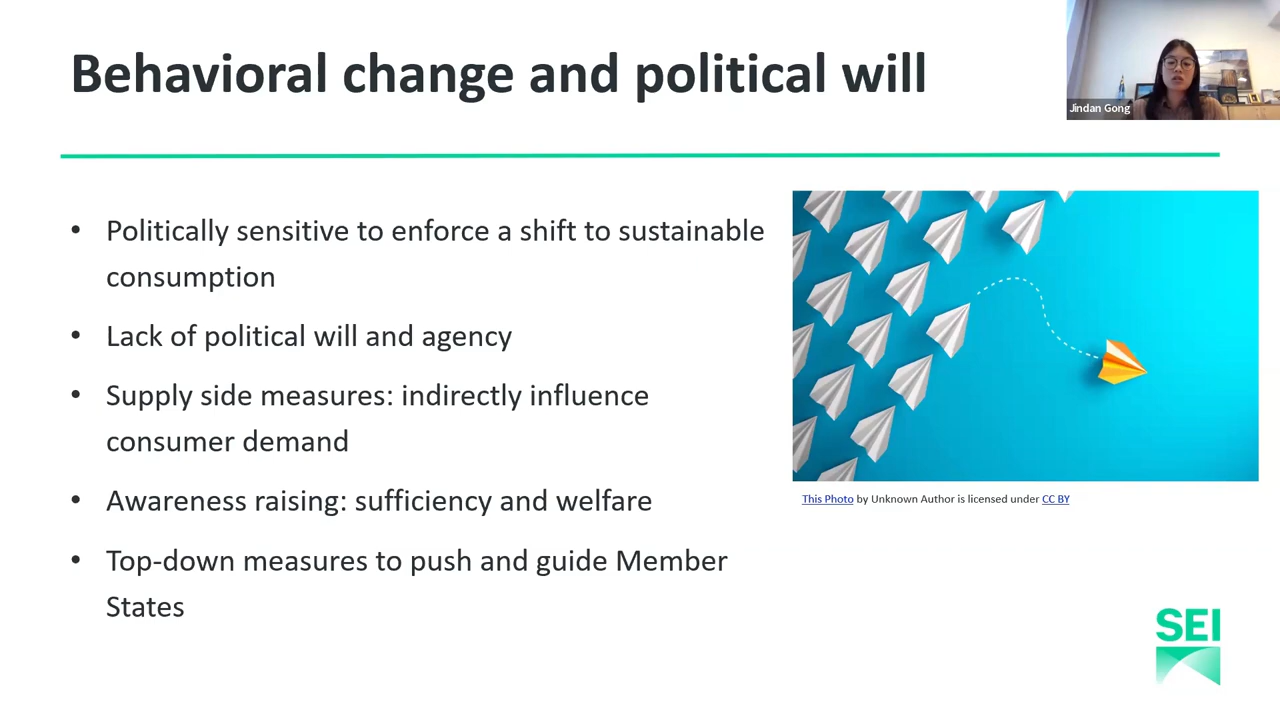 Behavioral change and political will
Jindan Gong
• Politically sensitive to enforce a shift to sustainable
consumption
• Lack of political will and agency
• Supply side measures: indirectly influence
consumer demand
• Awareness raising: sufficiency and welfare
• Top-down measures to push and guide Member
States
This Photo by Unknown Author is licensed under CC BY
SEI